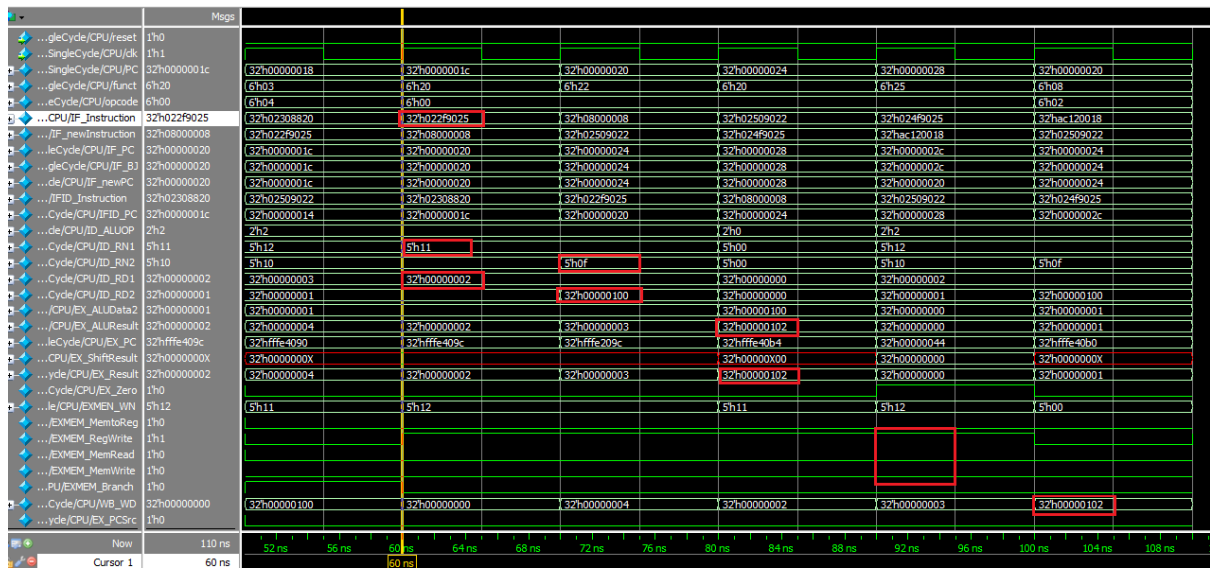 Msgs
...gleCycle/CPU/reset 1'h0
...SingleCycle/CPU/clk 1'h1
...SingleCycle/CPU/PC 32'h0000001c 32'h00000018 32'h0000001c 32'h00000020 32'h00000024 32'h00000028 32'h00000020
...gleCycle/CPU/funct 6'h20 6'h03 6'h20 6'h22 6'h20 6'h25 6'h08
...eCycle/CPU/opcode 6'h00 6'h04 6'h00 6'h02
...CPU/IF_Instruction 32'h022f9025 32'h02308820 32'h022f9025 32'h08000008 32'h02509022 32'h024f9025 32'hac120018
.../IF_newInstruction 32'h08000008 32'h022f9025 32'h08000008 32'h02509022 32'h024f9025 32'hac120018 32'h02509022
...leCycle/CPU/IF_PC 32'h00000020 32'h0000001c 32'h00000020 32'h00000024 32'h00000028 32'h0000002c 32'h00000024
...gleCycle/CPU/IF_BJ 32'h00000020 32'h0000001c 32'h00000020 32'h00000024 32'h00000028 32'h0000002c 32'h00000024
...cle/CPU/IF_newPC 32'h00000020 32'h0000001c 32'h00000020 32'h00000024 32'h00000028 32'h00000020 32'h00000024
.../IFID_Instruction 32'h02308820 32'h02509022 32'h02308820 32'h022f9025 32'h08000008 32'h02509022 32'h024f9025
...Cycle/CPU/IFID_PC 32'h0000001c 32'h00000014 32'h0000001c 32'h00000020 32'h00000024 32'h00000028 32'h0000002c
...cle/CPU/ID_ALUOP 2'h2 2'h2 2'h0 2'h2
...Cycle/CPU/ID_RN1 5'h11 5'h12 5'h11 5'h00 5'h12
...Cycle/CPU/ID_RN2 5'h10 5'h10 5'h0f 5'h00 5'h10 5'h0f
...Cycle/CPU/ID_RD1 32'h00000002 32'h00000003 32'h00000002 32'h00000000 32'h00000002
...Cycle/CPU/ID_RD2 32'h00000001 32'h00000001 32'h00000100 32'h00000000 32'h00000001 32'h00000100
.../CPU/EX_ALUData2 32'h00000001 32'h00000001 32'h00000100 32'h00000000 32'h00000001
.../CPU/EX_ALUResult 32'h00000002 32'h00000004 32'h00000002 32'h00000003 32'h00000102 32'h00000000 32'h00000001
...leCycle/CPU/EX_PC 32'hfffe409c 32'hfffe4090 32'hfffe409c 32'hfffe209c 32'hfffe40b4 32'h00000044 32'hfffe40b0
...CPU/EX_ShiftResult 32'h0000000X 32'h0000000X 32'h00000X00 32'h00000000 32'h0000000X
...ycle/CPU/EX_Result 32'h00000002 32'h00000004 32'h00000002 32'h00000003 32'h00000102 32'h00000000 32'h00000001
...Cycle/CPU/EX_Zero 1'h0
...le/CPU/EXMEN_WN 5'h12 5'h11 5'h12 5'h11 5'h12 5'h00
.../EXMEM_MemtoReg 1'h0
.../EXMEM_RegWrite 1'h1
.../EXMEM_MemRead 1'h0
.../EXMEM_MemWrite 1'h0
...PU/EXMEM_Branch 1'h0
...Cycle/CPU/WB_WD 32'h00000000 32'h00000100 32'h00000000 32'h00000004 32'h00000002 32'h00000003 32'h00000102
...ycle/CPU/EX_PCSrc 1'h0
Now 110 ns 52 ns 56 ns 60 ns 64 ns 68 ns 72 ns 76 ns 80 ns 84 ns 88 ns 92 ns 96 ns 100 ns 104 ns 108 ns
Cursor 1 60 ns 60 ns